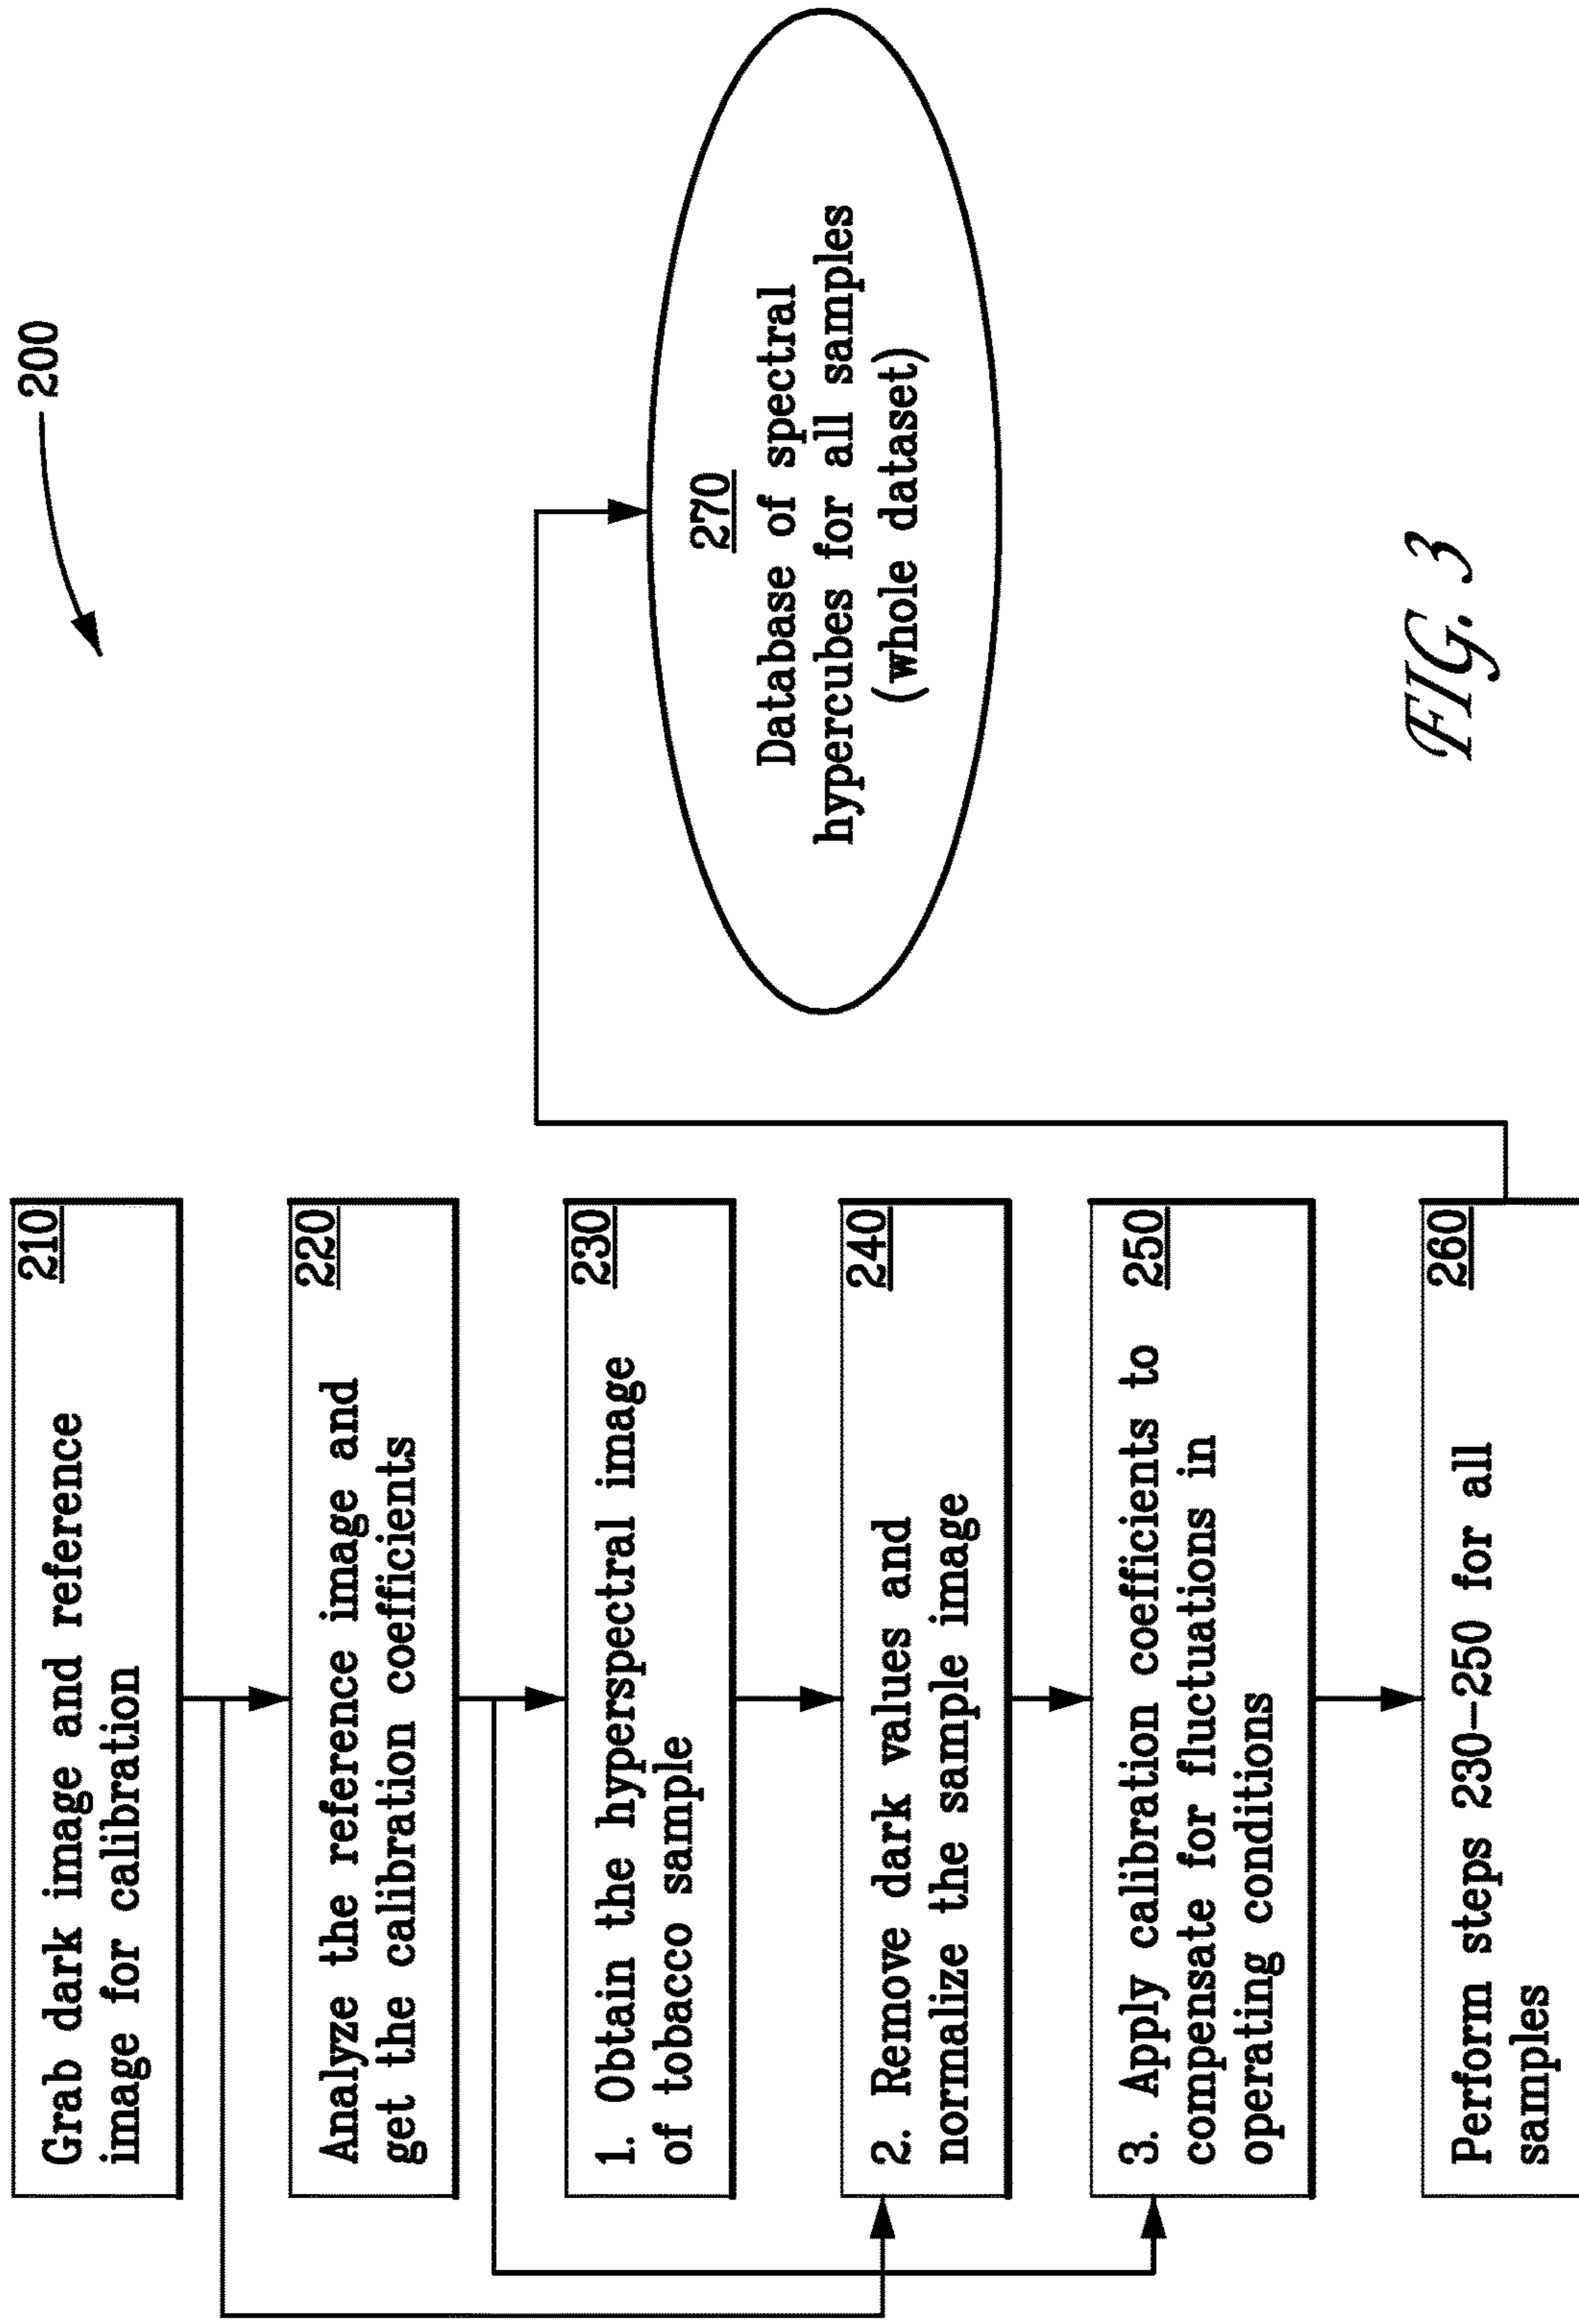 200
210
Grab dark image and reference
image for calibration
220
Analyze the reference image and
get the calibration coefficients
230
1. Obtain the hyperspectral image
of tobacco sample
240
2. Remove dark values and
normalize the sample image
250
3. Apply calibration coefficients to
compensate for fluctuations in
operating conditions
260
Perform steps 230-250 for all
samples
270
Database of spectral
hypercubes for all samples
(whole dataset)
FIG. 3